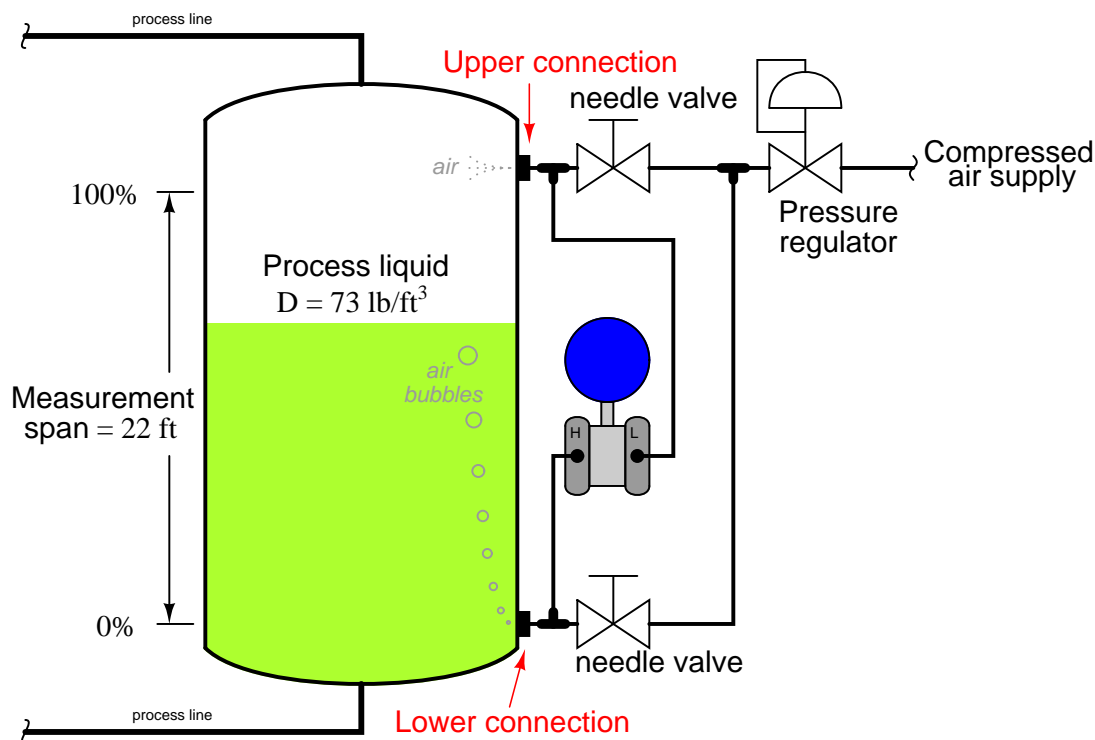 process line
Upper connection
needle valve
air
Compressed
air supply
100%
Pressure
regulator
Process liquid
D = 73 lb/ft³
air
bubbles
Measurement
span = 22 ft
H
L
0%
needle valve
process line
Lower connection